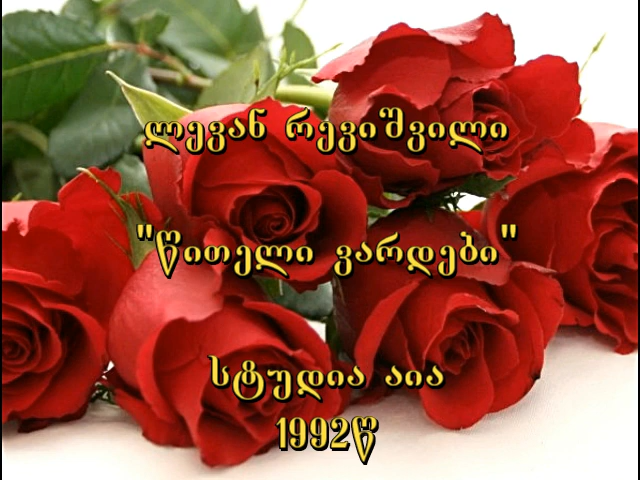 ლევან რევიშვილი
"წითელი ვარდები"
სტუდია აია
1992წ